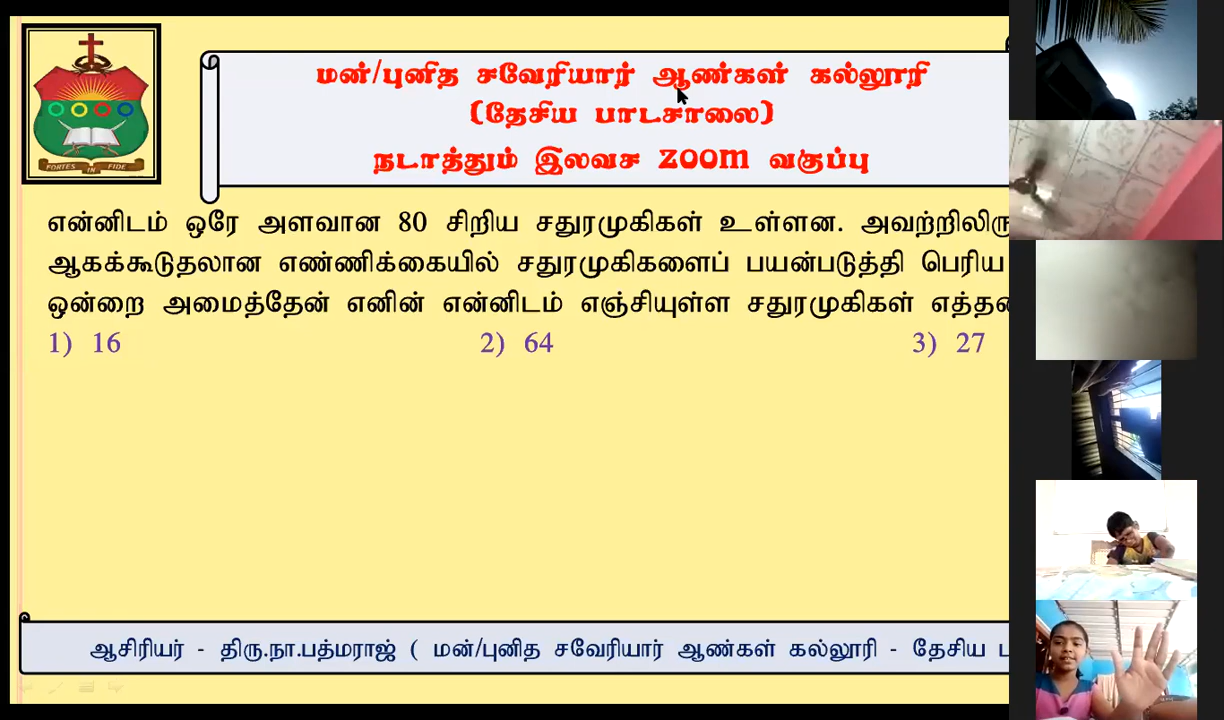 மன்/புனித சவேரியார் ஆண்கள் கல்லூரி
(தேசிய பாடசாலை)
நடாத்தும் இலவச ZOOM வகுப்பு
என்னிடம் ஒரே அளவான 80 சிறிய சதுரமுகிகள் உள்ளன. அவற்றிலிரு
ஆகக்கூடுதலான எண்ணிக்கையில் சதுரமுகிகளைப் பயன்படுத்தி பெரிய
ஒன்றை அமைத்தேன் எனின் என்னிடம் எஞ்சியுள்ள சதுரமுகிகள் எத்த
1) 16 2) 64 3) 27
ஆசிரியர் - திரு.நா.பத்மராஜ் ( மன்/புனித சவேரியார் ஆண்கள் கல்லூரி - தேசிய ப
FORTES IN FIDE